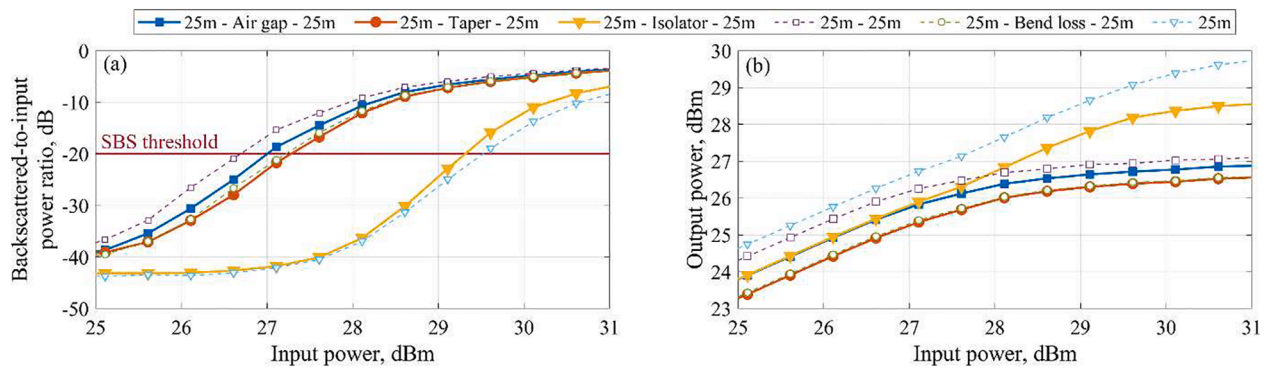 25m - Air gap - 25m 25m - Taper - 25m 25m - Isolator - 25m 25m - 25m 25m - Bend loss - 25m 25m
(a)
Backscattered-to-input
power ratio, dB
0
-10
-20
-30
-40
-50
SBS threshold
25 26 27 28 29 30 31
Input power, dBm
(b)
Output power, dBm
30
29
28
27
26
25
24
23
25 26 27 28 29 30 31
Input power, dBm